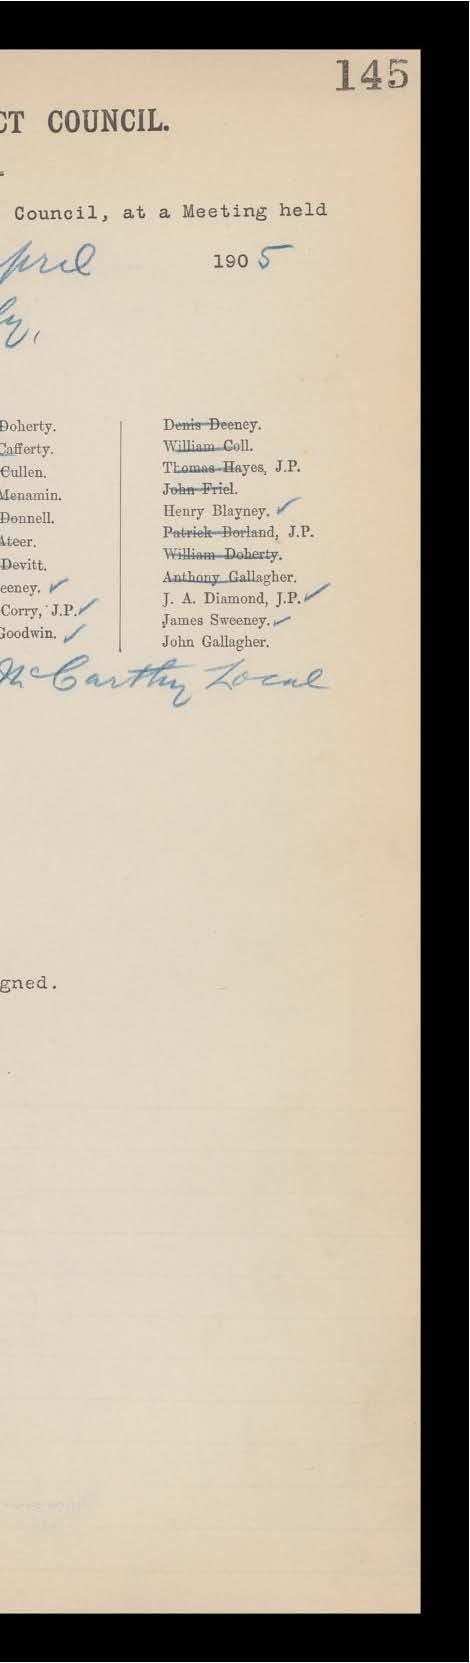 145
CT COUNCIL.
Council, at a Meeting held
April 1905
ly,
Doherty.
Cafferty.
Cullen.
Menamin.
Donnell.
Ateer.
Devitt.
eeney. ✓
Corry, J.P. ✓
Goodwin. ✓
Denis Deeney.
William Coll.
Thomas Hayes, J.P.
John Friel.
Henry Blayney. ✓
Patrick Borland, J.P.
William Doherty.
Anthony Gallagher.
J. A. Diamond, J.P. ✓
James Sweeney. ✓
John Gallagher.
McCarthy Local
gned.